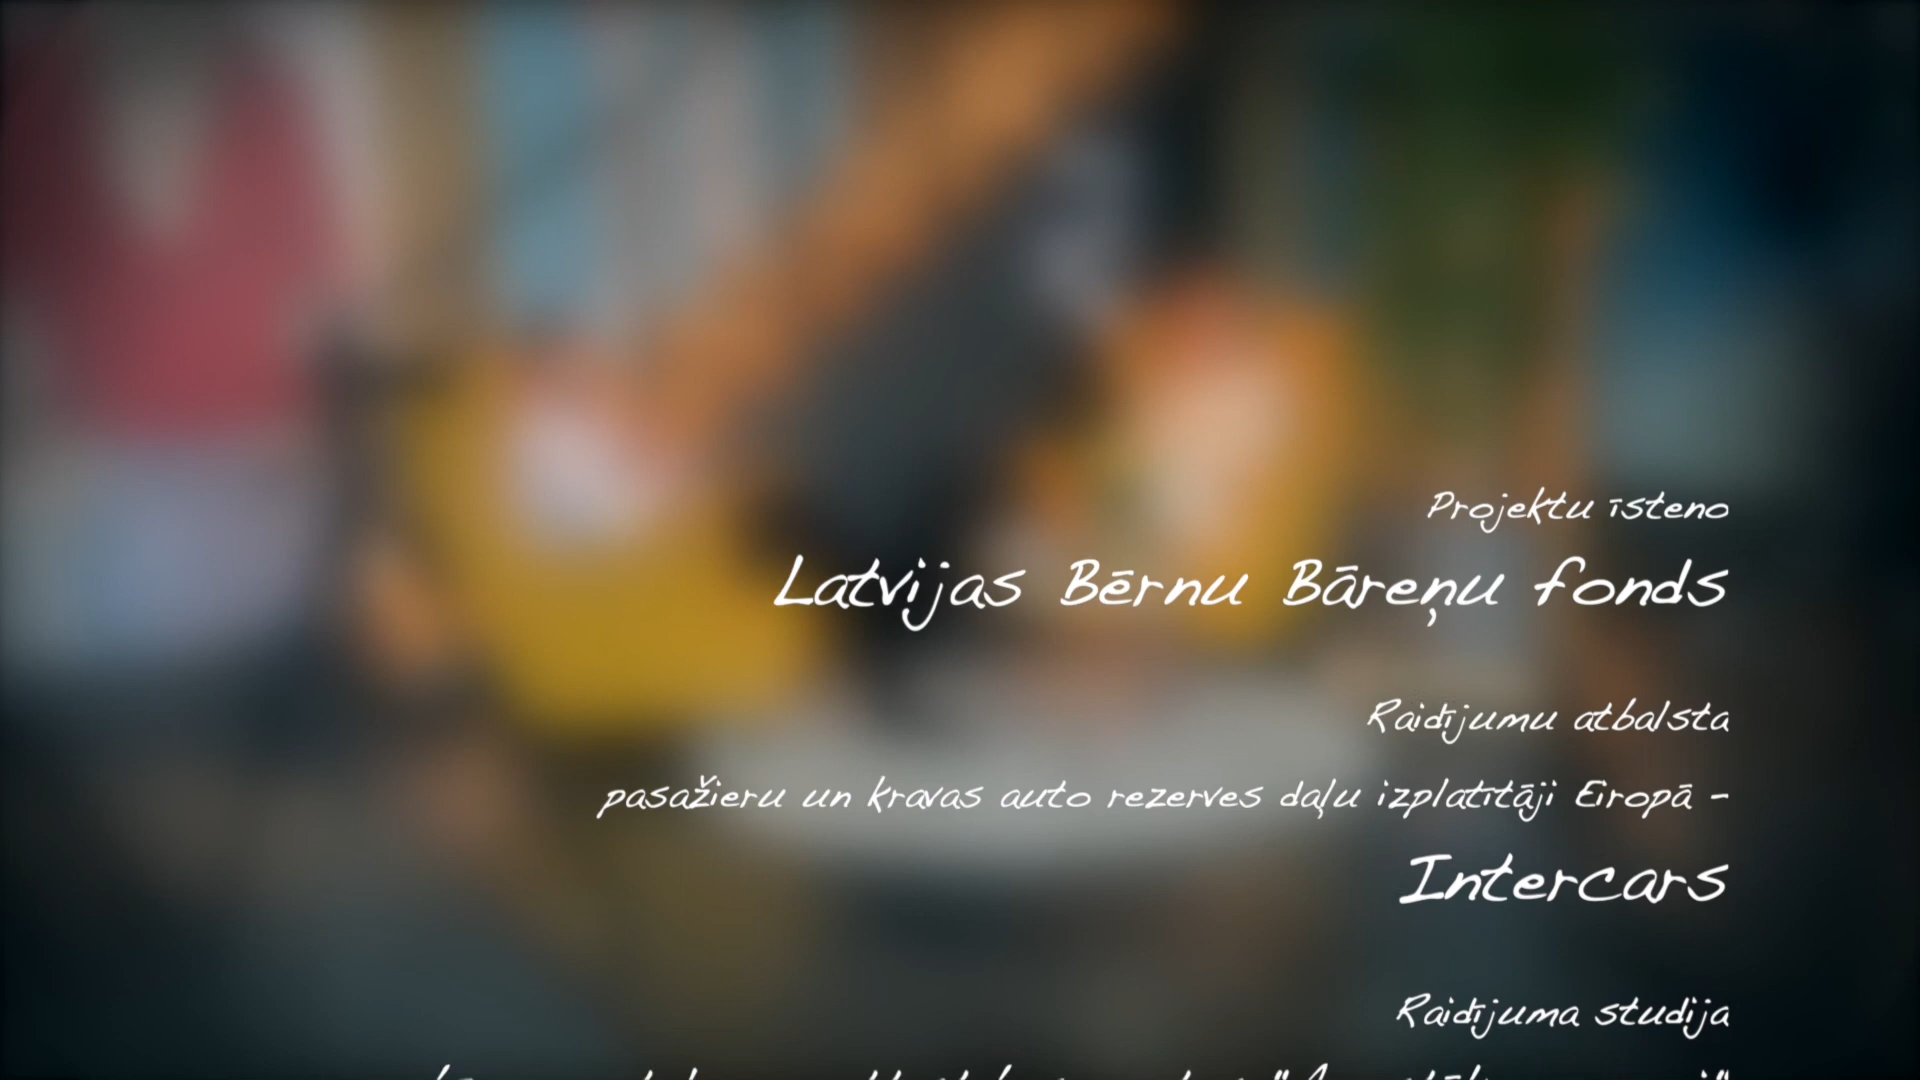 Projektu īsteno
Latvijas Bērnu Bāreņu fonds
Raidījumu atbalsta
pasažieru un kravas auto rezerves daļu izplatītāji Eiropā -
Intercars
Raidījuma studija